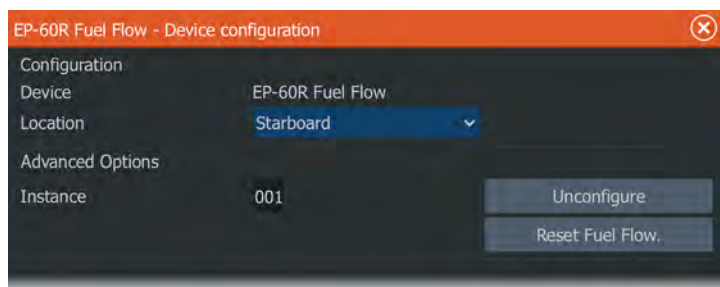 EP-60R Fuel Flow - Device configuration
Configuration
Device EP-60R Fuel Flow
Location Starboard
Advanced Options
Instance 001 Unconfigure
Reset Fuel Flow.